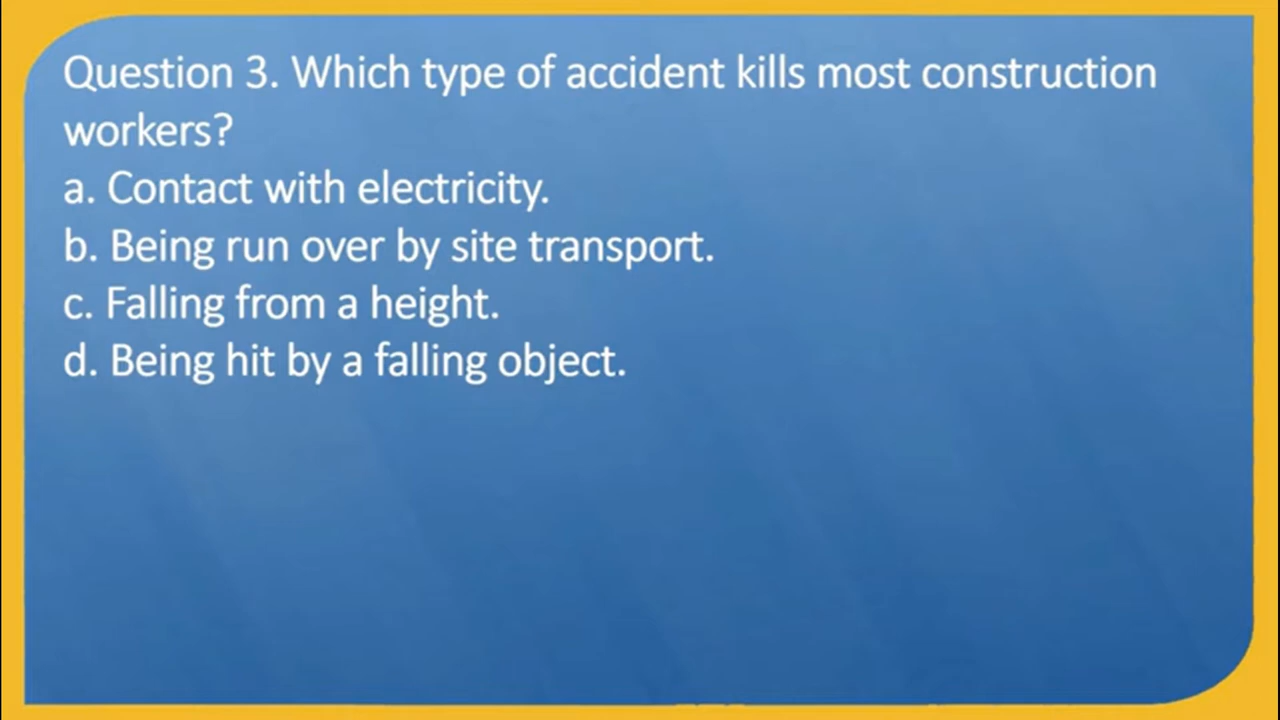 Question 3. Which type of accident kills most construction
workers?
a. Contact with electricity.
b. Being run over by site transport.
c. Falling from a height.
d. Being hit by a falling object.